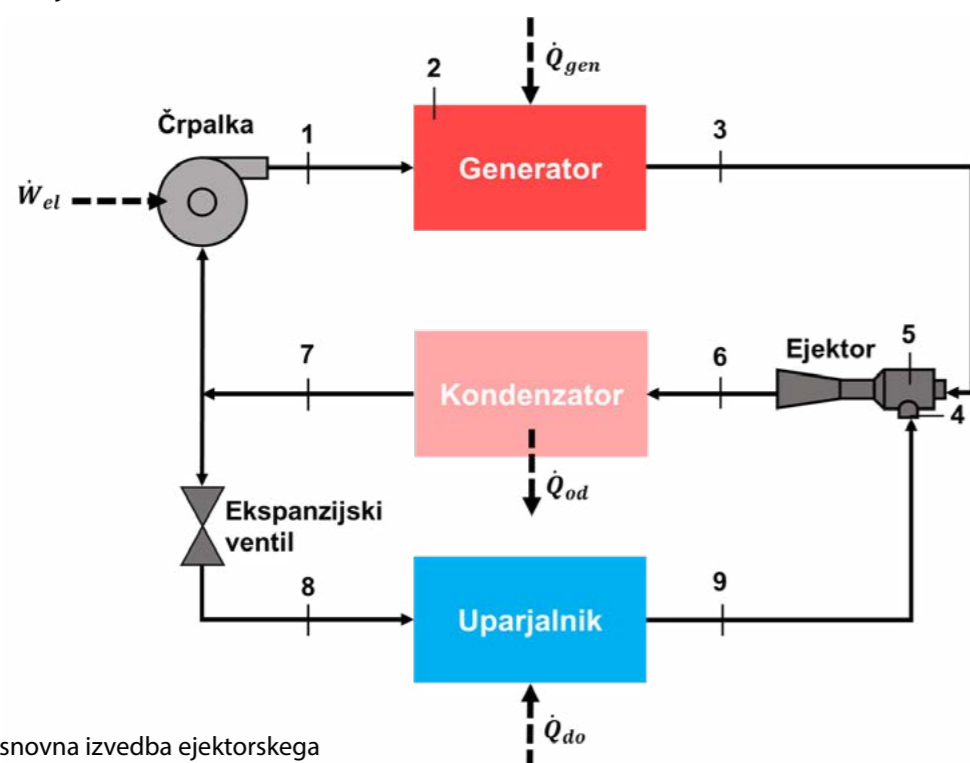 Q̇gen
2
Črpalka
1
3
Generator
Ẇel
7
6
Ejektor
5
Kondenzator
4
Q̇od
Ekspanzijski
ventil
8
9
Uparjalnik
Q̇do
snovna izvedba ejektorskega